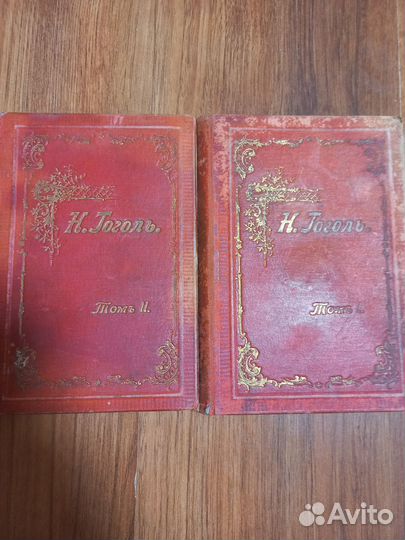 Н. Гоголь.
Томъ II.
Н. Гоголь.
Томъ I.
Avito